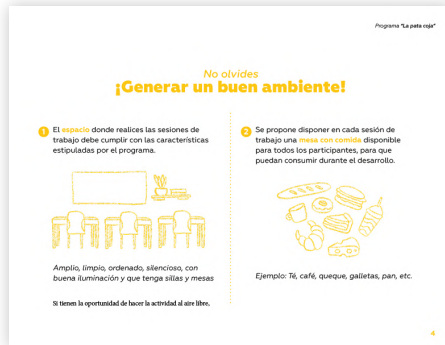 Programa "La pata coja"
No olvides
¡Generar un buen ambiente!
1 El espacio donde realices las sesiones de
trabajo debe cumplir con las características
estipuladas por el programa.
Amplio, limpio, ordenado, silencioso, con
buena iluminación y que tenga sillas y mesas
Si tienen la oportunidad de hacer la actividad al aire libre.
2 Se propone disponer en cada sesión de
trabajo una mesa con comida disponible
para todos los participantes, para que
puedan consumir durante el desarrollo.
Ejemplo: Té, café, queque, galletas, pan, etc.
4